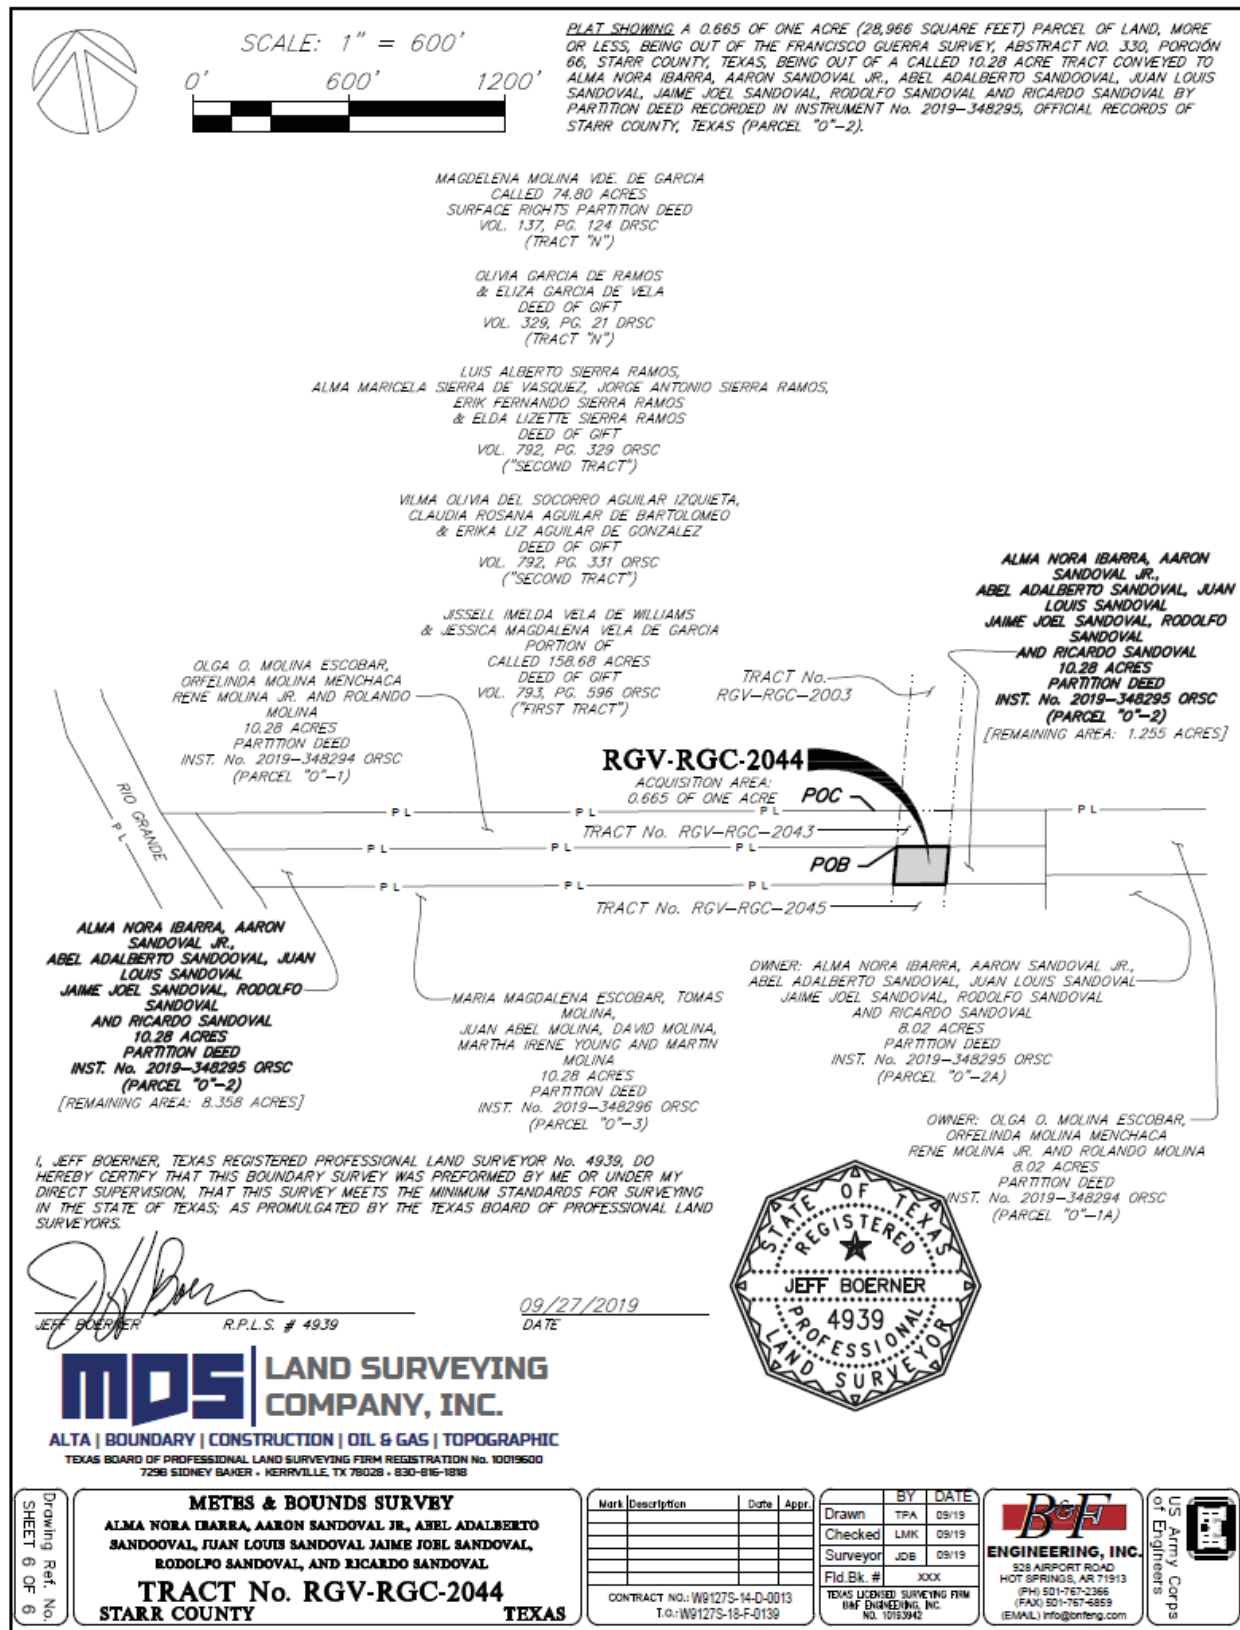 SCALE: 1" = 600'
0' 600' 1200'
PLAT SHOWING A 0.665 OF ONE ACRE (28,966 SQUARE FEET) PARCEL OF LAND, MORE
OR LESS, BEING OUT OF THE FRANCISCO GUERRA SURVEY, ABSTRACT NO. 330, PORCIÓN
66, STARR COUNTY, TEXAS, BEING OUT OF A CALLED 10.28 ACRE TRACT CONVEYED TO
ALMA NORA IBARRA, AARON SANDOVAL JR., ABEL ADALBERTO SANDOOVAL, JUAN LOUIS
SANDOVAL, JAIME JOEL SANDOVAL, RODOLFO SANDOVAL AND RICARDO SANDOVAL BY
PARTITION DEED RECORDED IN INSTRUMENT No. 2019-348295, OFFICIAL RECORDS OF
STARR COUNTY, TEXAS (PARCEL "O"-2).
MAGDELENA MOLINA VDE. DE GARCIA
CALLED 74.80 ACRES
SURFACE RIGHTS PARTITION DEED
VOL. 137, PG. 124 DRSC
(TRACT "N")
OLIVIA GARCIA DE RAMOS
& ELIZA GARCIA DE VELA
DEED OF GIFT
VOL. 329, PG. 21 DRSC
(TRACT "N")
LUIS ALBERTO SIERRA RAMOS,
ALMA MARICELA SIERRA DE VASQUEZ, JORGE ANTONIO SIERRA RAMOS,
ERIK FERNANDO SIERRA RAMOS
& ELDA LIZETTE SIERRA RAMOS
DEED OF GIFT
VOL. 792, PG. 329 ORSC
("SECOND TRACT")
VILMA OLIVIA DEL SOCORRO AGUILAR IZQUIETA,
CLAUDIA ROSANA AGUILAR DE BARTOLOMEO
& ERIKA LIZ AGUILAR DE GONZALEZ
DEED OF GIFT
VOL. 792, PG. 331 ORSC
("SECOND TRACT")
JISSELL IMELDA VELA DE WILLIAMS
& JESSICA MAGDALENA VELA DE GARCIA
PORTION OF
CALLED 158.68 ACRES
DEED OF GIFT
VOL. 793, PG. 596 ORSC
("FIRST TRACT")
OLGA O. MOLINA ESCOBAR,
ORFELINDA MOLINA MENCHACA
RENE MOLINA JR. AND ROLANDO
MOLINA
10.28 ACRES
PARTITION DEED
INST. No. 2019-348294 ORSC
(PARCEL "O"-1)
TRACT No.
RGV-RGC-2003
ALMA NORA IBARRA, AARON
SANDOVAL JR.,
ABEL ADALBERTO SANDOVAL, JUAN
LOUIS SANDOVAL
JAIME JOEL SANDOVAL, RODOLFO
SANDOVAL
AND RICARDO SANDOVAL
10.28 ACRES
PARTITION DEED
INST. No. 2019-348295 ORSC
(PARCEL "O"-2)
[REMAINING AREA: 1.255 ACRES]
RGV-RGC-2044
ACQUISITION AREA:
0.665 OF ONE ACRE
POC
RIO GRANDE
P L
P L P L P L
TRACT No. RGV-RGC-2043
P L P L P L
POB
P L P L P L
TRACT No. RGV-RGC-2045
ALMA NORA IBARRA, AARON
SANDOVAL JR.,
ABEL ADALBERTO SANDOOVAL, JUAN
LOUIS SANDOVAL
JAIME JOEL SANDOVAL, RODOLFO
SANDOVAL
AND RICARDO SANDOVAL
10.28 ACRES
PARTITION DEED
INST. No. 2019-348295 ORSC
(PARCEL "O"-2)
[REMAINING AREA: 8.358 ACRES]
MARIA MAGDALENA ESCOBAR, TOMAS
MOLINA,
JUAN ABEL MOLINA, DAVID MOLINA,
MARTHA IRENE YOUNG AND MARTIN
MOLINA
10.28 ACRES
PARTITION DEED
INST. No. 2019-348296 ORSC
(PARCEL "O"-3)
OWNER: ALMA NORA IBARRA, AARON SANDOVAL JR.,
ABEL ADALBERTO SANDOVAL, JUAN LOUIS SANDOVAL
JAIME JOEL SANDOVAL, RODOLFO SANDOVAL
AND RICARDO SANDOVAL
8.02 ACRES
PARTITION DEED
INST. No. 2019-348295 ORSC
(PARCEL "O"-2A)
OWNER: OLGA O. MOLINA ESCOBAR,
ORFELINDA MOLINA MENCHACA
RENE MOLINA JR. AND ROLANDO MOLINA
8.02 ACRES
PARTITION DEED
INST. No. 2019-348294 ORSC
(PARCEL "O"-1A)
I, JEFF BOERNER, TEXAS REGISTERED PROFESSIONAL LAND SURVEYOR No. 4939, DO
HEREBY CERTIFY THAT THIS BOUNDARY SURVEY WAS PREFORMED BY ME OR UNDER MY
DIRECT SUPERVISION, THAT THIS SURVEY MEETS THE MINIMUM STANDARDS FOR SURVEYING
IN THE STATE OF TEXAS; AS PROMULGATED BY THE TEXAS BOARD OF PROFESSIONAL LAND
SURVEYORS.
09/27/2019
JEFF BOERNER R.P.L.S. # 4939 DATE
STATE OF TEXAS
REGISTERED
JEFF BOERNER
4939
PROFESSIONAL
LAND SURVEYOR
MDS LAND SURVEYING
COMPANY, INC.
ALTA | BOUNDARY | CONSTRUCTION | OIL & GAS | TOPOGRAPHIC
TEXAS BOARD OF PROFESSIONAL LAND SURVEYING FIRM REGISTRATION No. 10019600
729B SIDNEY BAKER • KERRVILLE, TX 78028 • 830-816-1818
Drawing Ref. No.
SHEET 6 OF 6
METES & BOUNDS SURVEY
ALMA NORA IBARRA, AARON SANDOVAL JR., ABEL ADALBERTO
SANDOOVAL, JUAN LOUIS SANDOVAL JAIME JOEL SANDOVAL,
RODOLFO SANDOVAL, AND RICARDO SANDOVAL
TRACT No. RGV-RGC-2044
STARR COUNTY TEXAS
Mark Description Date Appr.
CONTRACT NO.: W9127S-14-D-0013
T.O.: W9127S-18-F-0139
BY DATE
Drawn TPA 09/19
Checked LMK 09/19
Surveyor JDB 09/19
Fld.Bk. # XXX
TEXAS LICENSED SURVEYING FIRM
B&F ENGINEERING, INC.
NO. 10193942
B&F
ENGINEERING, INC.
928 AIRPORT ROAD
HOT SPRINGS, AR 71913
(PH) 501-767-2366
(FAX) 501-767-6859
(EMAIL) info@bnfeng.com
US Army Corps
of Engineers